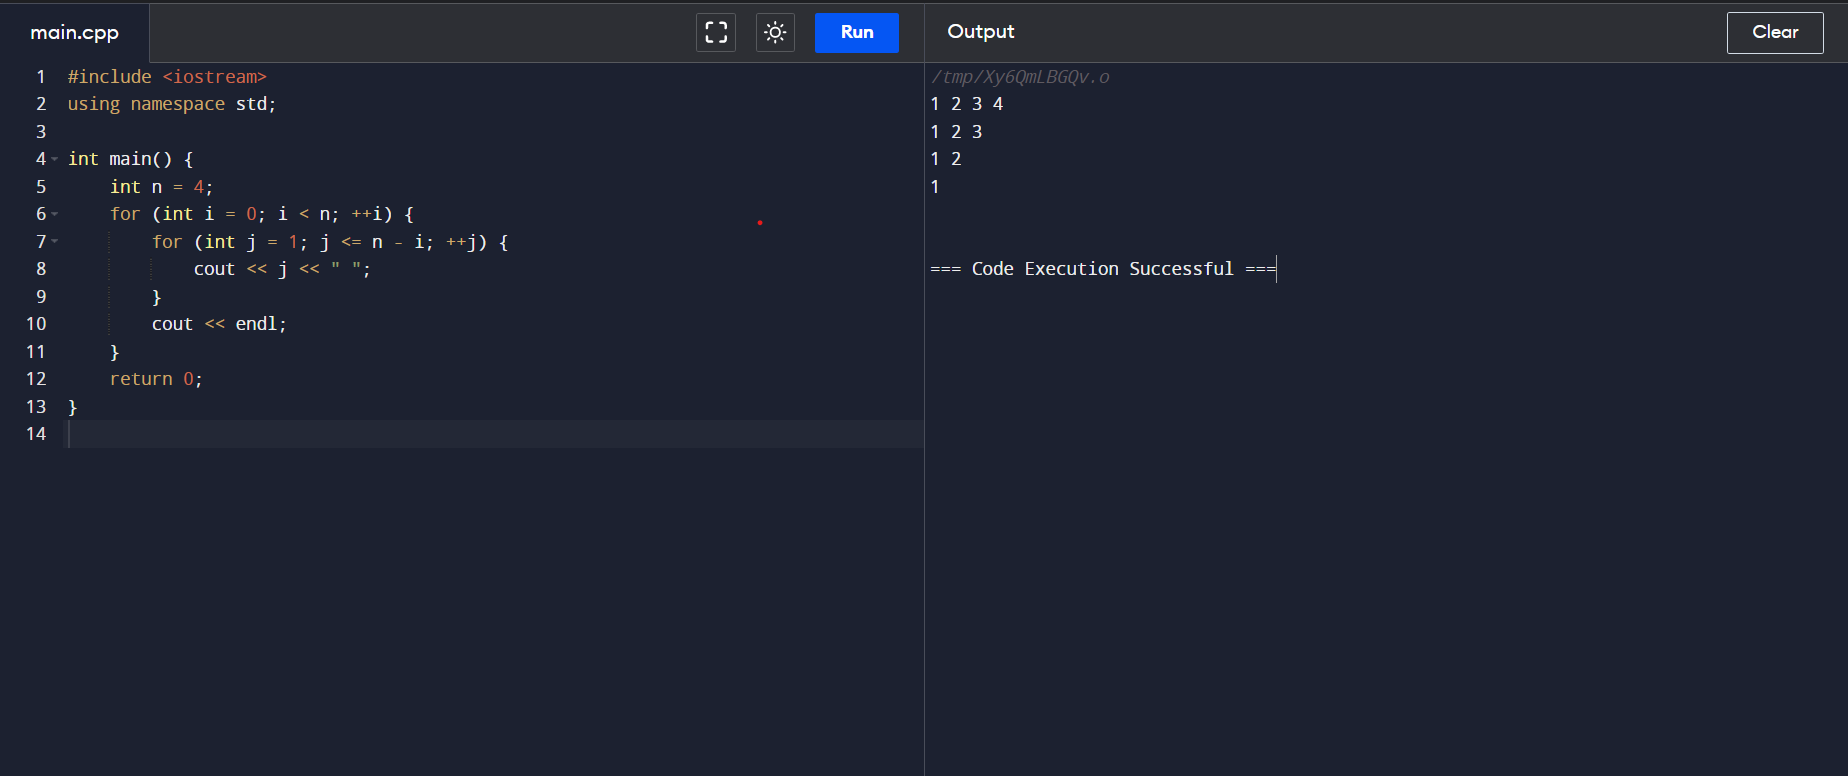 main.cpp
Run
1 #include <iostream>
2 using namespace std;
3
4 int main() {
5     int n = 4;
6     for (int i = 0; i < n; ++i) {
7         for (int j = 1; j <= n - i; ++j) {
8             cout << j << " ";
9         }
10         cout << endl;
11     }
12     return 0;
13 }
14
Output
Clear
/tmp/Xy6QmLBGQv.o
1 2 3 4
1 2 3
1 2
1
=== Code Execution Successful ===